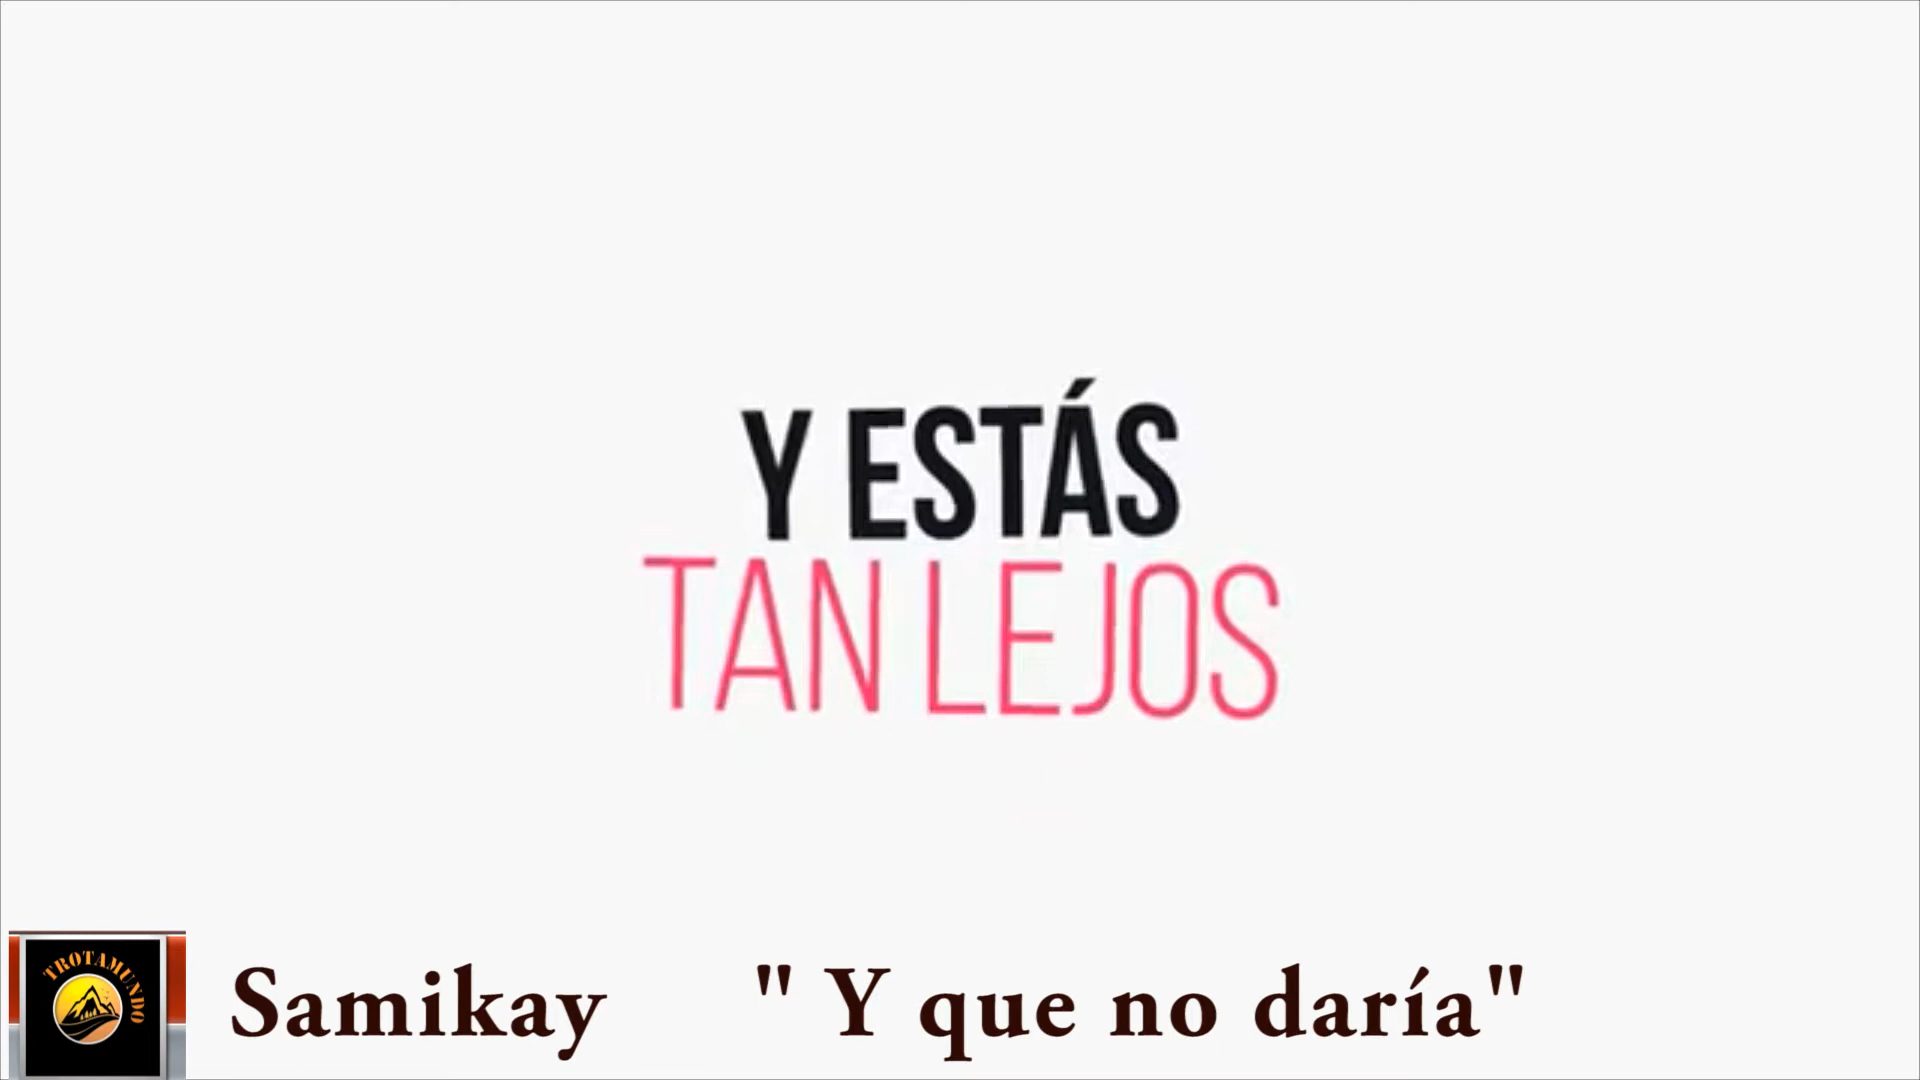 Y ESTÁS
TAN LEJOS
TROTAMUNDO
Samikay " Y que no daría"